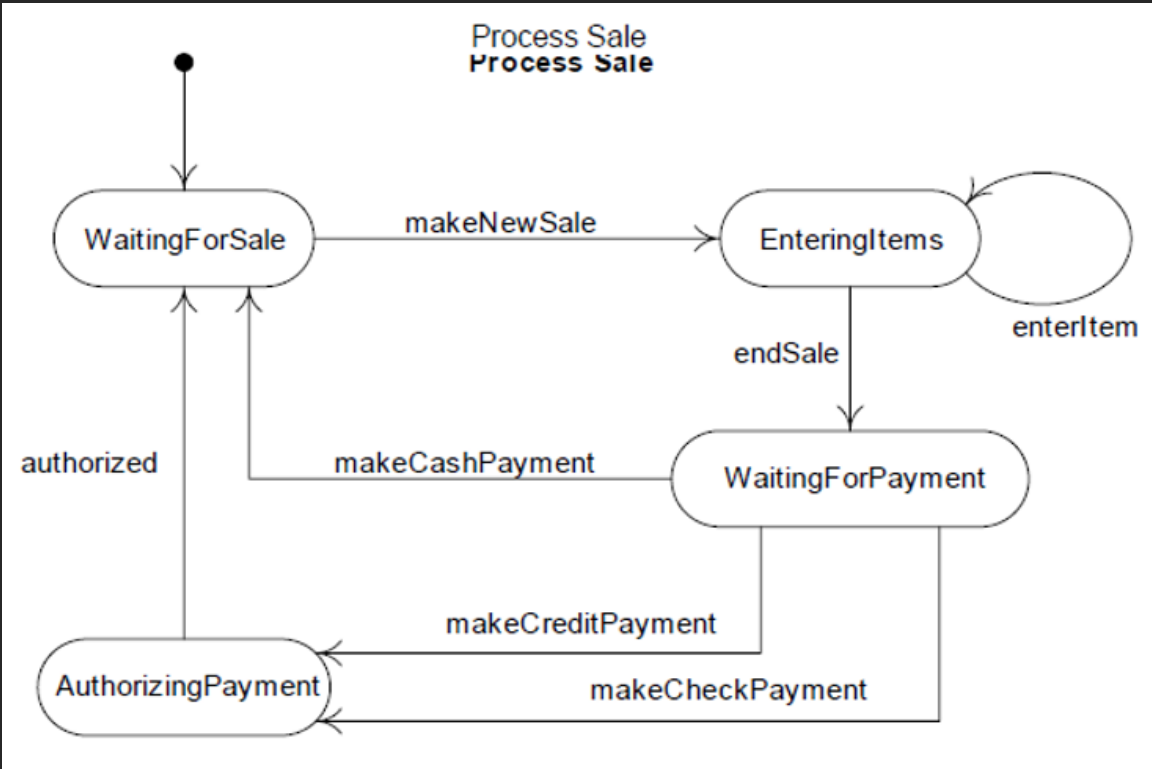 Process Sale
Process Sale
WaitingForSale
makeNewSale
EnteringItems
enterItem
endSale
authorized
makeCashPayment
WaitingForPayment
makeCreditPayment
AuthorizingPayment
makeCheckPayment